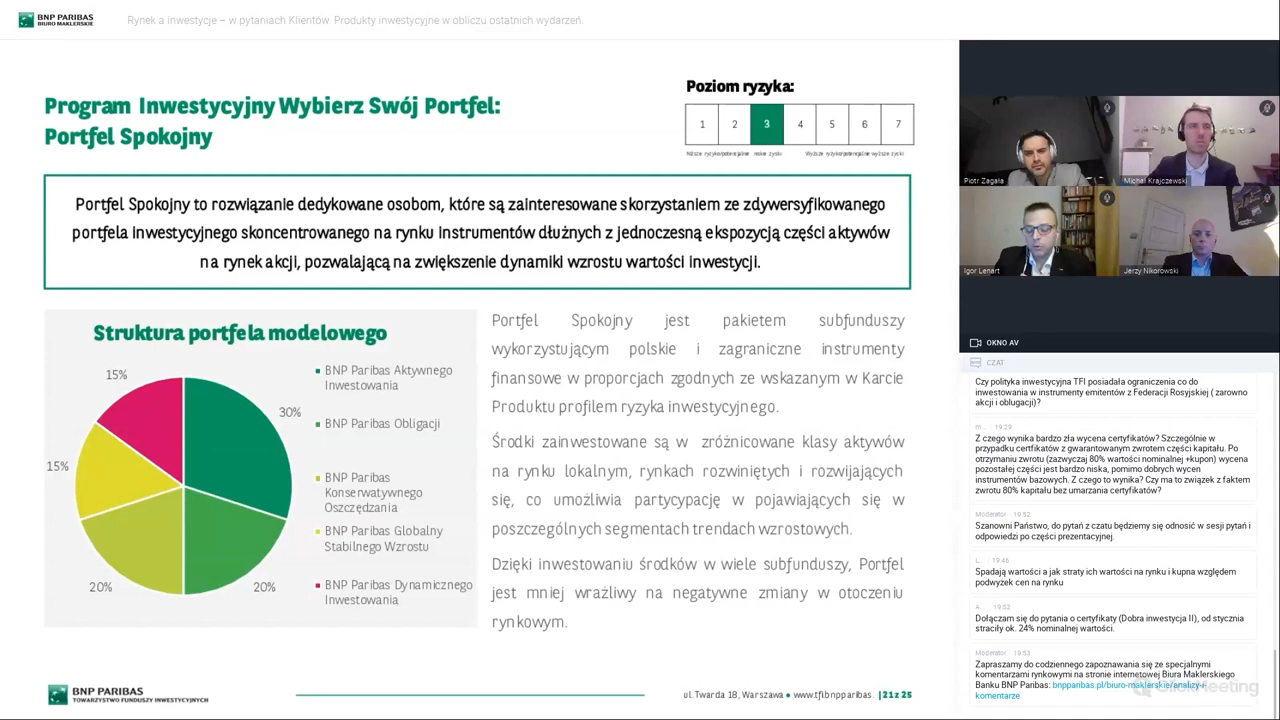 BNP PARIBAS
BIURO MAKLERSKIE
Rynek a inwestycje – w pytaniach Klientów. Produkty inwestycyjne w obliczu ostatnich wydarzeń.
Program Inwestycyjny Wybierz Swój Portfel:
Portfel Spokojny
Poziom ryzyka:
1 2 3 4 5 6 7
Portfel Spokojny to rozwiązanie dedykowane osobom, które są zainteresowane skorzystaniem ze zdywersyfikowanego
portfela inwestycyjnego skoncentrowanego na rynku instrumentów dłużnych z jednoczesną ekspozycją części aktywów
na rynek akcji, pozwalającą na zwiększenie dynamiki wzrostu wartości inwestycji.
Struktura portfela modelowego
15%
30%
15%
20%
20%
BNP Paribas Aktywnego
Inwestowania
BNP Paribas Obligacji
BNP Paribas
Konserwatywnego
Oszczędzania
BNP Paribas Globalny
Stabilnego Wzrostu
BNP Paribas Dynamicznego
Inwestowania
Portfel Spokojny jest pakietem subfunduszy
wykorzystującym polskie i zagraniczne instrumenty
finansowe w proporcjach zgodnych ze wskazanym w Karcie
Produktu profilem ryzyka inwestycyjnego.
Środki zainwestowane są w zróżnicowane klasy aktywów
na rynku lokalnym, rynkach rozwiniętych i rozwijających
się, co umożliwia partycypację w pojawiających się w
poszczególnych segmentach trendach wzrostowych.
Dzięki inwestowaniu środków w wiele subfunduszy, Portfel
jest mniej wrażliwy na negatywne zmiany w otoczeniu
rynkowym.
BNP PARIBAS
TOWARZYSTWO FUNDUSZY INWESTYCYJNYCH
ul. Twarda 18, Warszawa ● www.tfi.bnpparibas. | 21 z 25
Piotr Zagała
Michał Krajczewski
Igor Lenart
Jerzy Nikorowski
OKNO AV
CZAT
Czy polityka inwestycyjna TFI posiadała ograniczenia co do
inwestowania w instrumenty emitentów z Federacji Rosyjskiej ( zarowno
akcji i oblugacji)?
m... · 19:29
Z czego wynika bardzo zła wycena certyfikatów? Szczególnie w
przypadku certfikatów z gwarantowanym zwrotem części kapitału. Po
otrzymaniu zwrotu (zazwyczaj 80% wartości nominalnej +kupon) wycena
pozostałej części jest bardzo niska, pomimo dobrych wycen
instrumentów bazowych. Z czego to wynika? Czy ma to związek z faktem
zwrotu 80% kapitału bez umarzania certyfikatów?
Moderator · 19:52
Szanowni Państwo, do pytań z czatu będziemy się odnosić w sesji pytań i
odpowiedzi po części prezentacyjnej.
L... · 19:46
Spadają wartości a jak straty ich wartości na rynku i kupna względem
podwyżek cen na rynku
A... · 19:52
Dołączam się do pytania o certyfikaty (Dobra inwestycja II), od stycznia
straciły ok. 24% nominalnej wartości.
Moderator · 19:53
Zapraszamy do codziennego zapoznawania się ze specjalnymi
komentarzami rynkowymi na stronie internetowej Biura Maklerskiego
Banku BNP Paribas: bnpparibas.pl/biuro-maklerskie/analizy-i-
komentarze
ClickMeeting